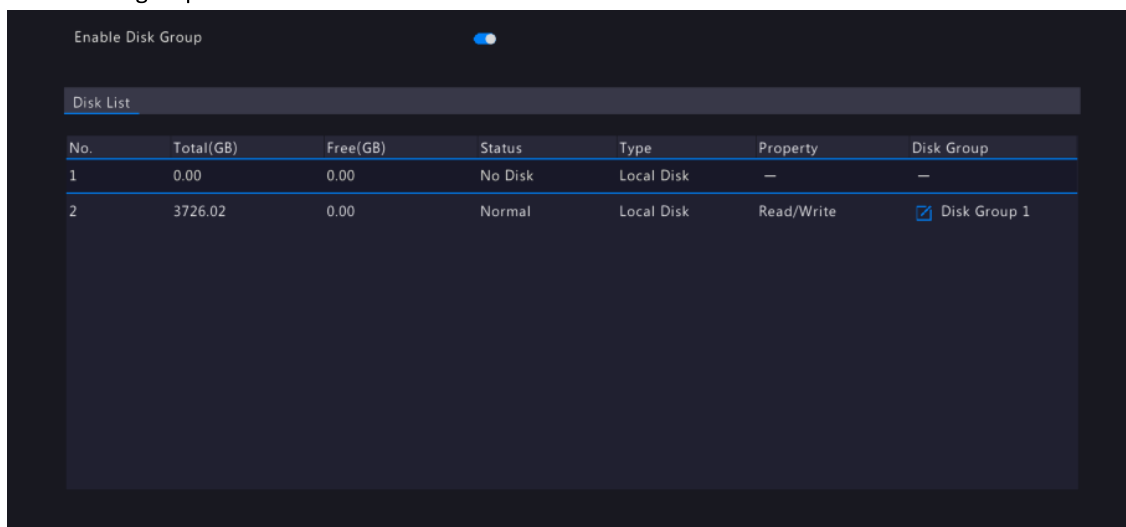 Enable Disk Group
Disk List
No. Total(GB) Free(GB) Status Type Property Disk Group
1 0.00 0.00 No Disk Local Disk — —
2 3726.02 0.00 Normal Local Disk Read/Write Disk Group 1